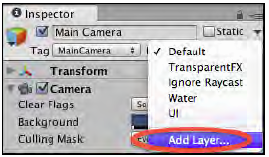 Inspector
Main Camera Static
Tag MainCamera
Default
TransparentFX
Ignore Raycast
Water
UI
Add Layer...
Transform
Camera
Clear Flags
Background
Culling Mask